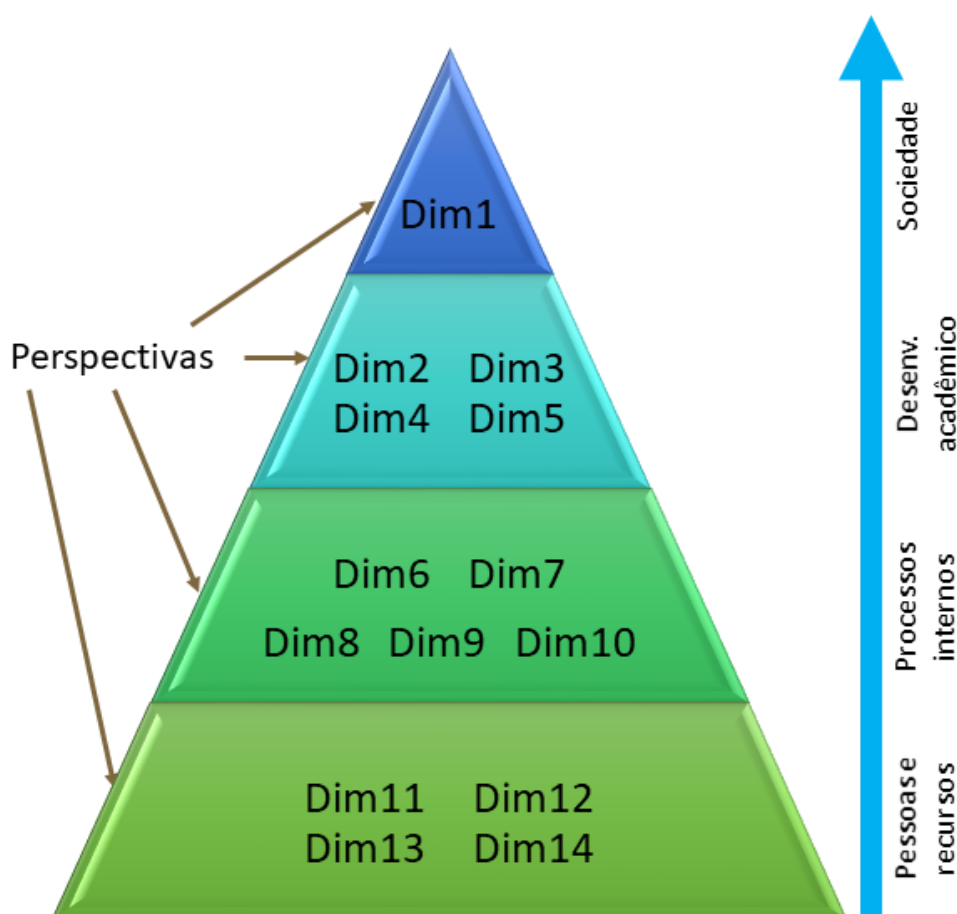 Dim1
Sociedade
Perspectivas
Dim2 Dim3
Dim4 Dim5
Desenv.
acadêmico
Dim6 Dim7
Dim8 Dim9 Dim10
Processos
internos
Dim11 Dim12
Dim13 Dim14
Pessoas e
recursos